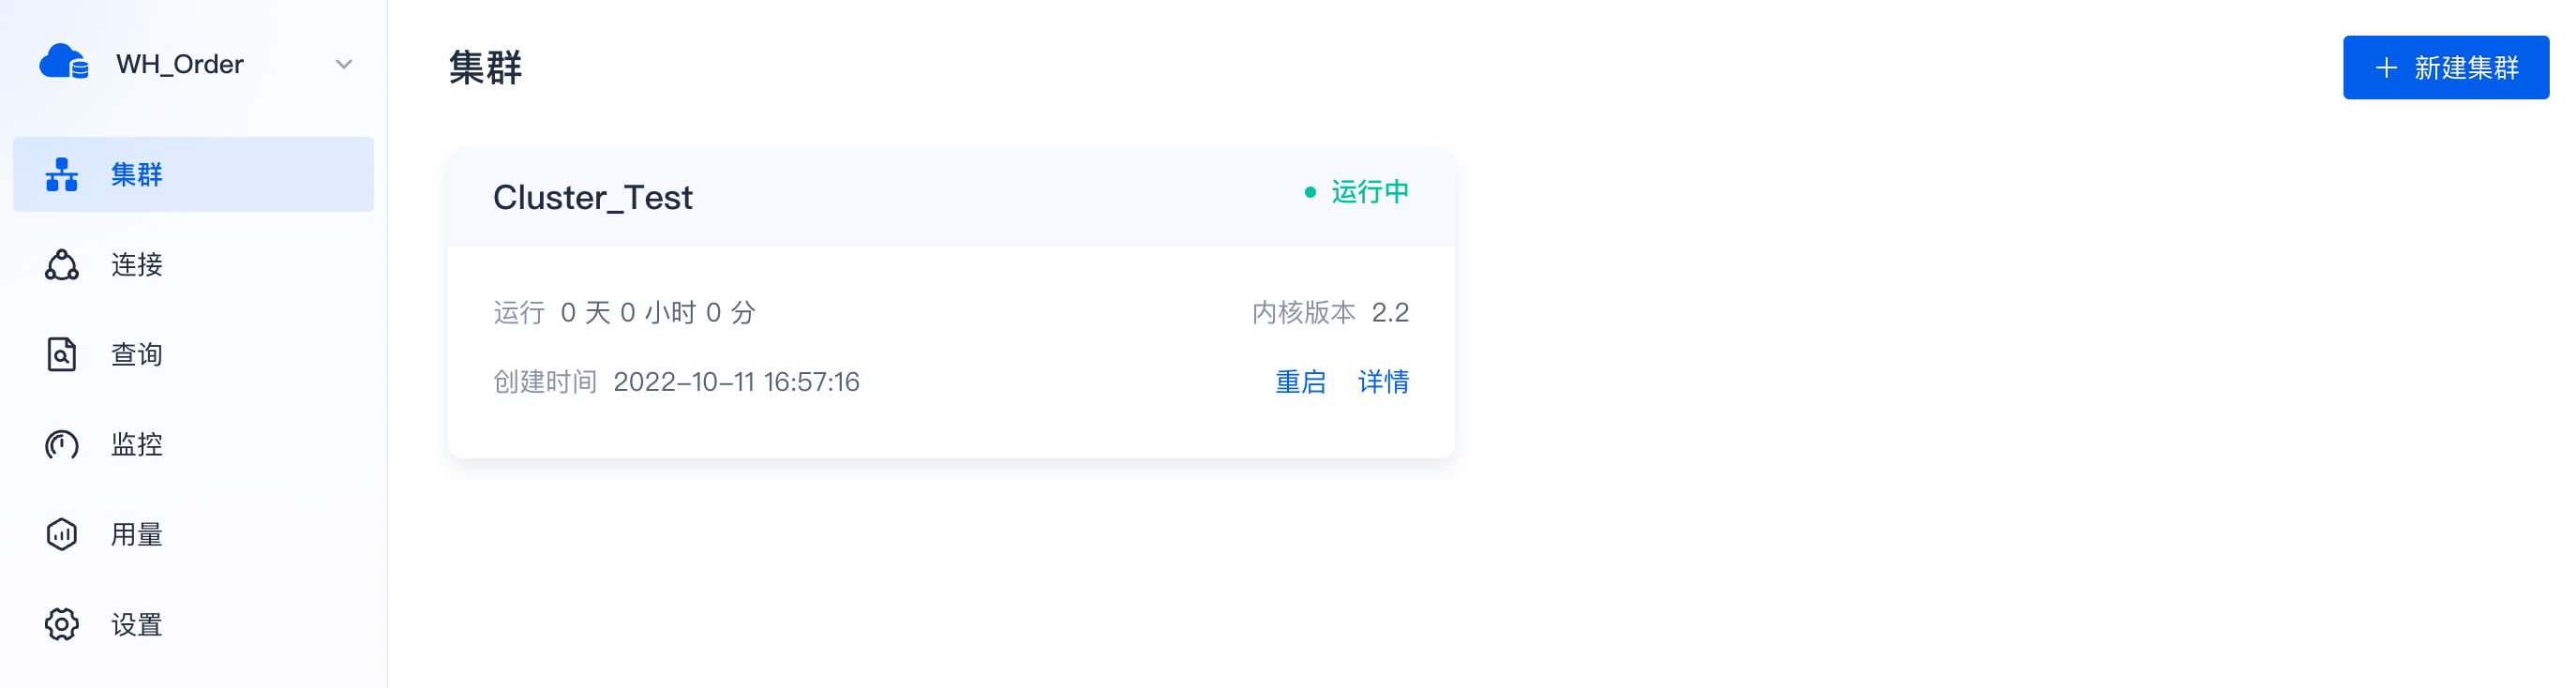 WH_Order
集群
连接
查询
监控
用量
设置
集群
新建集群
Cluster_Test
运行中
运行 0 天 0 小时 0 分
内核版本 2.2
创建时间 2022-10-11 16:57:16
重启 详情